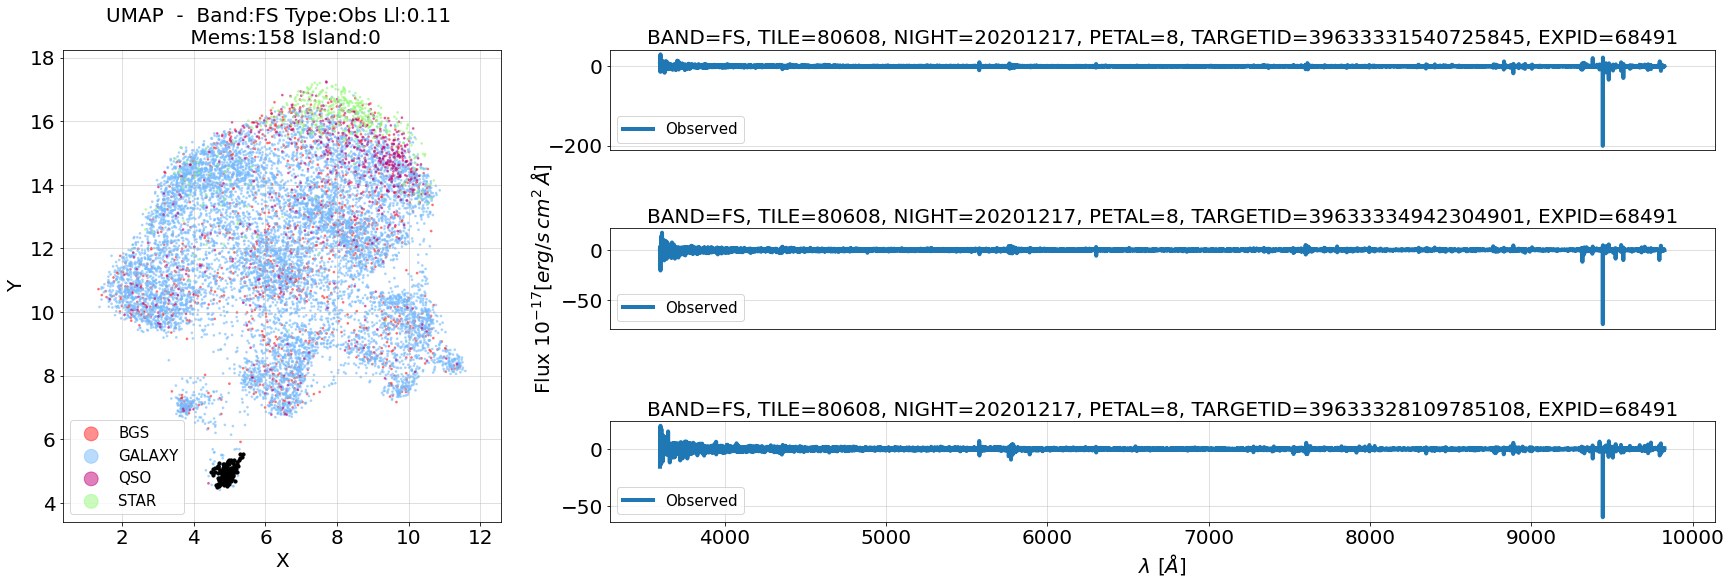 UMAP  -  Band:FS Type:Obs Ll:0.11
Mems:158 Island:0
18
16
14
12
10
8
6
4
Y
BGS
GALAXY
QSO
STAR
2
4
6
8
10
12
X
Flux 10⁻¹⁷[erg/s cm² Å]
BAND=FS, TILE=80608, NIGHT=20201217, PETAL=8, TARGETID=39633331540725845, EXPID=68491
0
−200
Observed
BAND=FS, TILE=80608, NIGHT=20201217, PETAL=8, TARGETID=39633334942304901, EXPID=68491
0
−50
Observed
BAND=FS, TILE=80608, NIGHT=20201217, PETAL=8, TARGETID=39633328109785108, EXPID=68491
0
−50
Observed
4000
5000
6000
7000
8000
9000
10000
λ [Å]